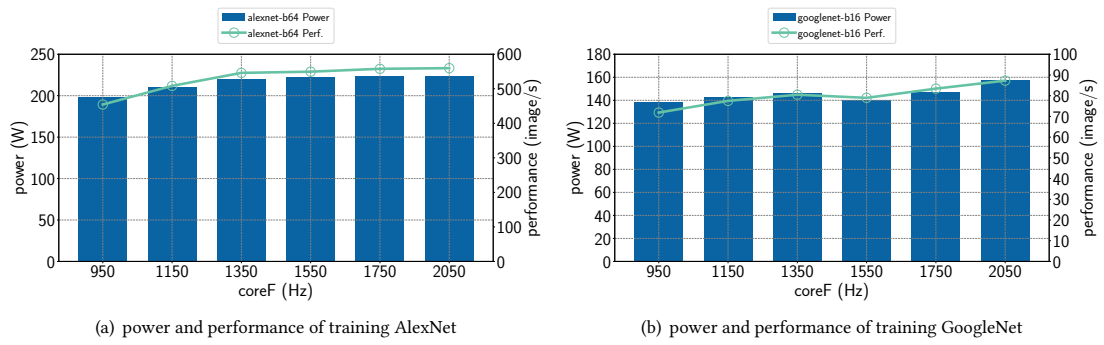 alexnet-b64 Power
alexnet-b64 Perf.
250
200
150
100
50
0
power (W)
600
500
400
300
200
100
0
performance (image/s)
950 1150 1350 1550 1750 2050
coreF (Hz)
(a) power and performance of training AlexNet
googlenet-b16 Power
googlenet-b16 Perf.
180
160
140
120
100
80
60
40
20
0
power (W)
100
90
80
70
60
50
40
30
20
10
0
performance (image/s)
950 1150 1350 1550 1750 2050
coreF (Hz)
(b) power and performance of training GoogleNet